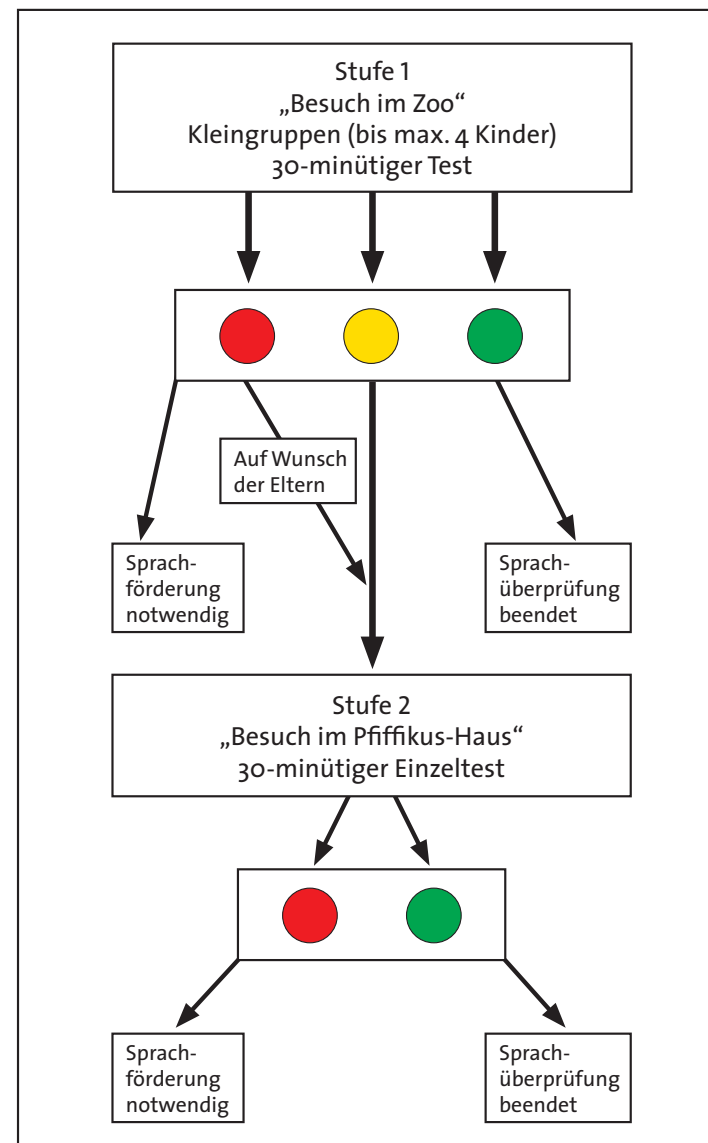 Stufe 1
„Besuch im Zoo“
Kleingruppen (bis max. 4 Kinder)
30-minütiger Test
Auf Wunsch
der Eltern
Sprach-
förderung
notwendig
Sprach-
überprüfung
beendet
Stufe 2
„Besuch im Pfiffikus-Haus“
30-minütiger Einzeltest
Sprach-
förderung
notwendig
Sprach-
überprüfung
beendet